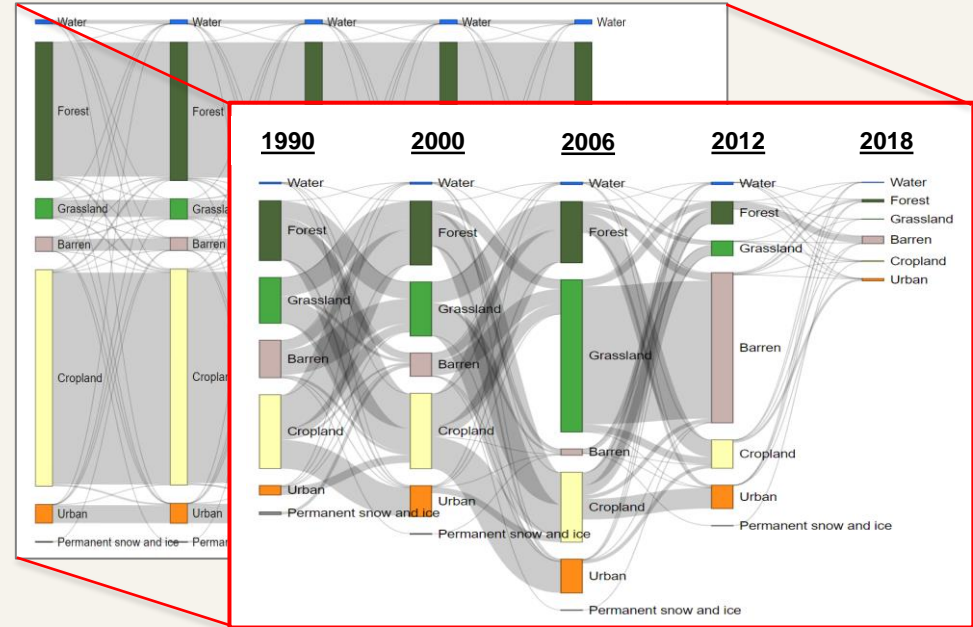 Water
Water
Water
Water
Water
Forest
Forest
Grassland
Grassla
Barren
Barren
Cropland
Croplan
Urban
Urban
Permanent snow and ice
Perma
1990
2000
2006
2012
2018
Water
Forest
Grassland
Barren
Cropland
Urban
Permanent snow and ice
Water
Forest
Grassland
Barren
Cropland
Urban
Permanent snow and ice
Water
Forest
Grassland
Barren
Cropland
Urban
Permanent snow and ice
Water
Forest
Grassland
Barren
Cropland
Urban
Permanent snow and ice
Water
Forest
Grassland
Barren
Cropland
Urban